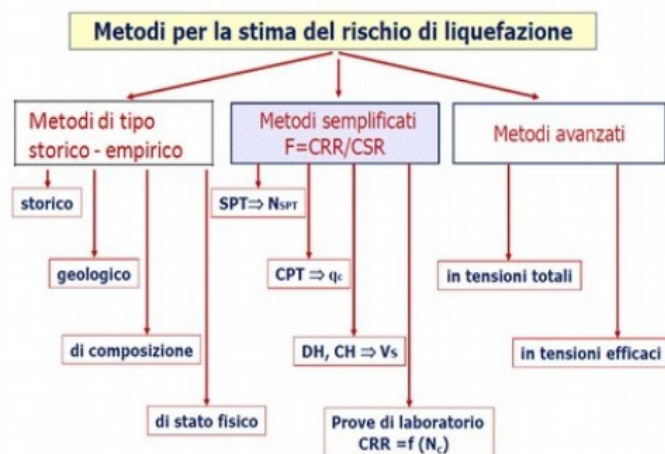 Metodi per la stima del rischio di liquefazione
Metodi di tipo
storico - empirico
Metodi semplificati
F=CRR/CSR
Metodi avanzati
storico
SPT⇒ NSPT
geologico
CPT ⇒ qc
in tensioni totali
di composizione
DH, CH ⇒ VS
in tensioni efficaci
di stato fisico
Prove di laboratorio
CRR =f (Nc)